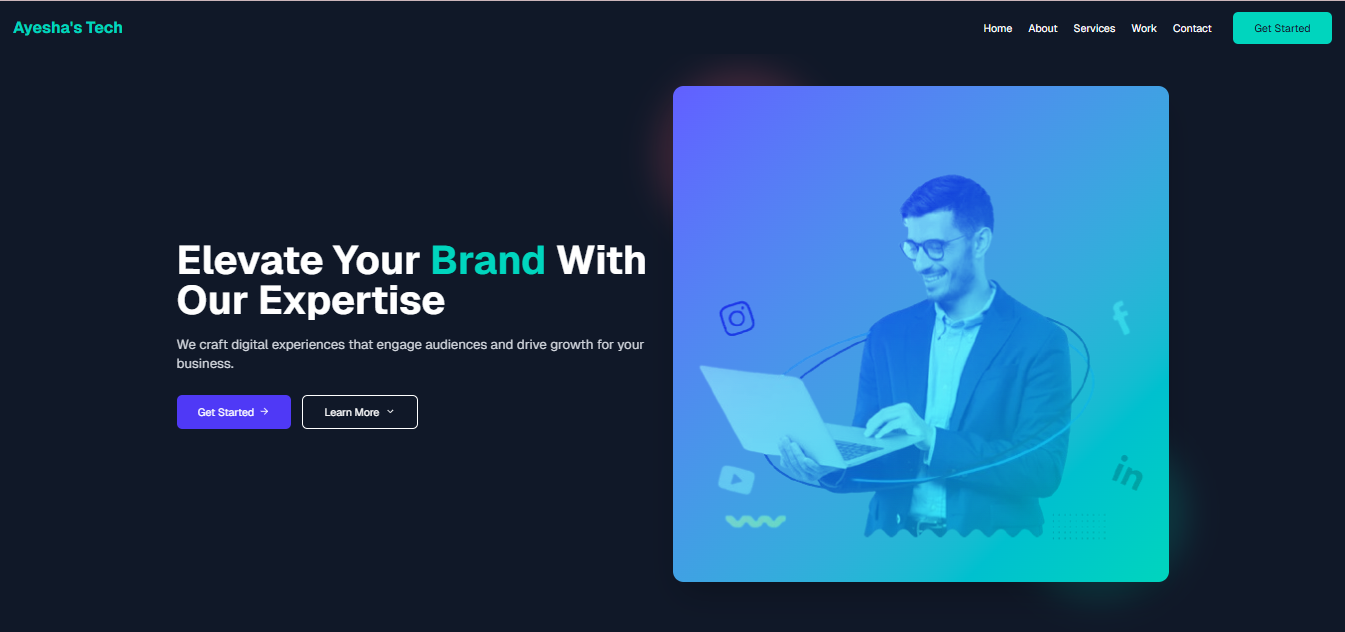 Ayesha's Tech
Home About Services Work Contact Get Started
Elevate Your Brand With
Our Expertise
We craft digital experiences that engage audiences and drive growth for your
business.
Get Started Learn More
f
in